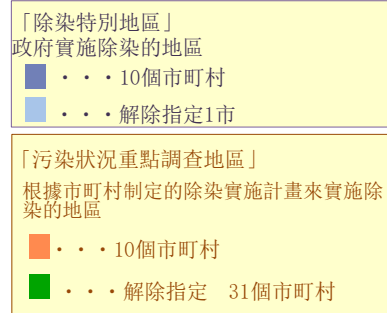 「除染特別地區」
政府實施除染的地區
・・・10個市町村
・・・解除指定1市
「污染狀況重點調查地區」
根據市町村制定的除染實施計畫來實施除
染的地區
・・・10個市町村
・・・解除指定　31個市町村